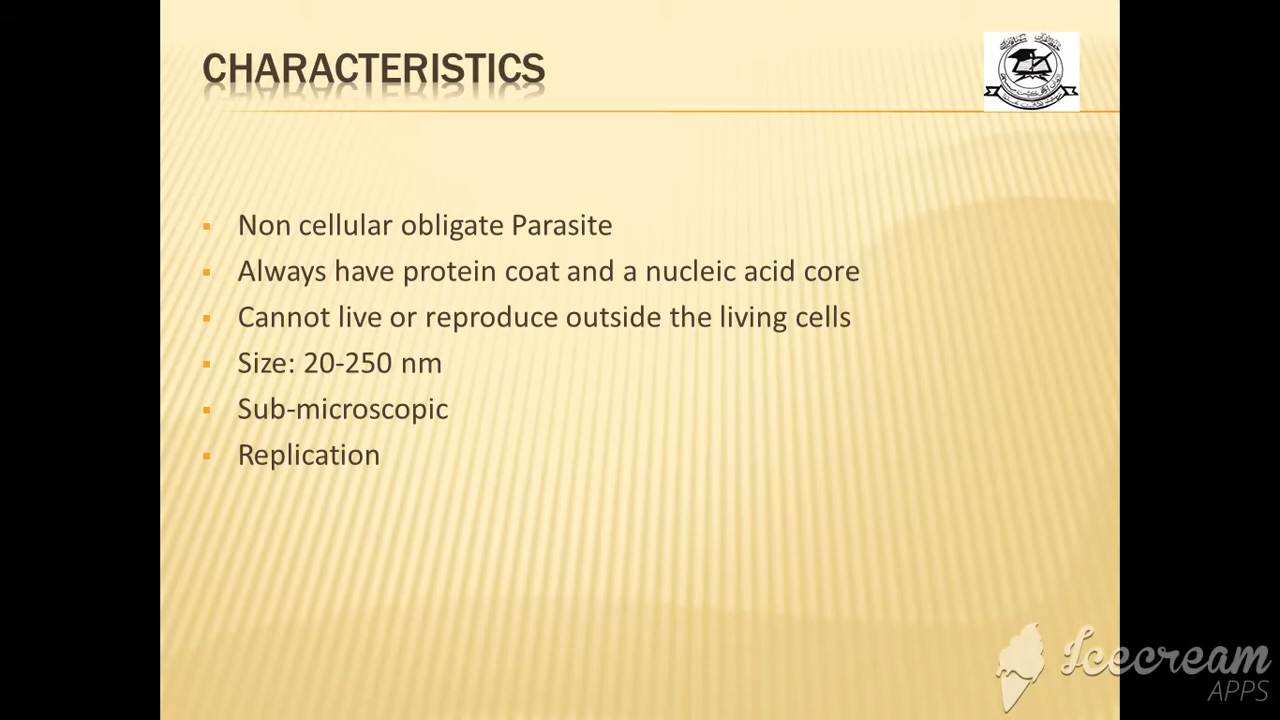 CHARACTERISTICS
Non cellular obligate Parasite
Always have protein coat and a nucleic acid core
Cannot live or reproduce outside the living cells
Size: 20-250 nm
Sub-microscopic
Replication
Icecream
APPS